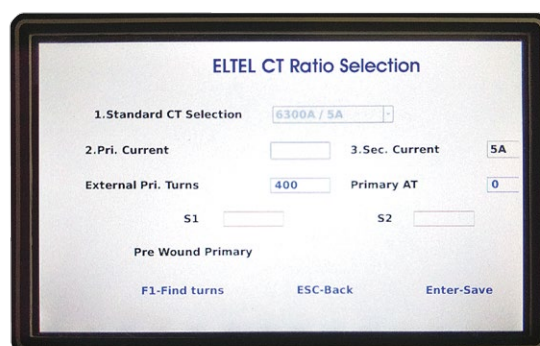 ELTEL CT Ratio Selection
1.Standard CT Selection 6300A / 5A
2.Pri. Current 3.Sec. Current 5A
External Pri. Turns 400 Primary AT 0
S1 S2
Pre Wound Primary
F1-Find turns ESC-Back Enter-Save